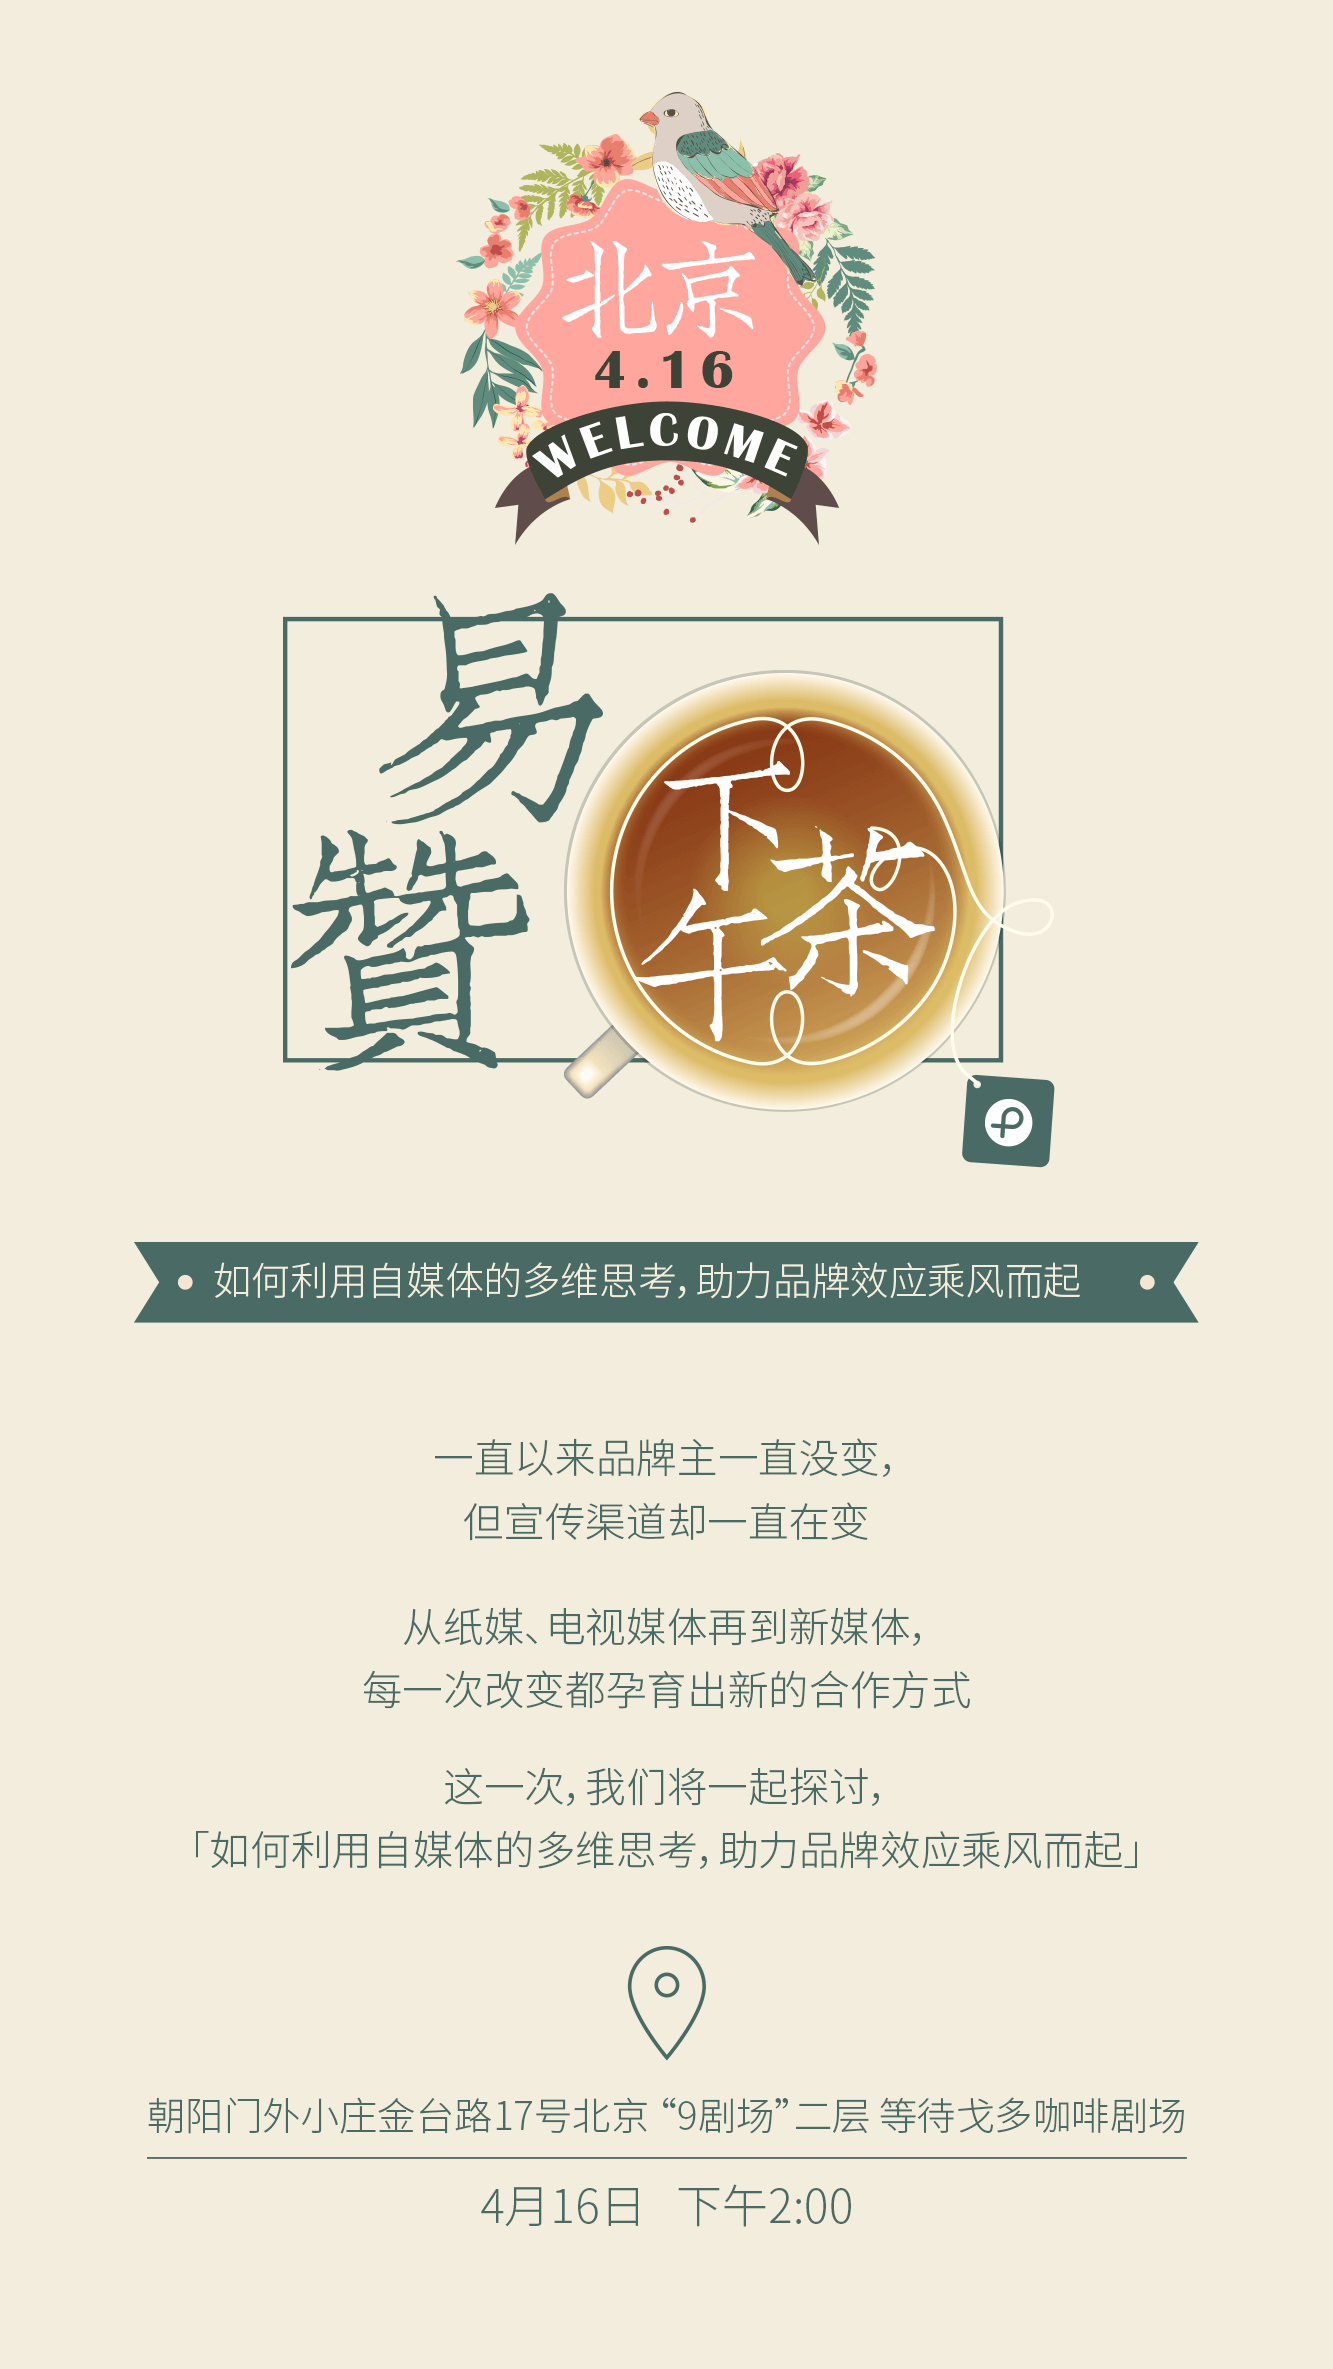 北京
4.16
WELCOME
易
贊
下午
茶
如何利用自媒体的多维思考，助力品牌效应乘风而起
一直以来品牌主一直没变，
但宣传渠道却一直在变
从纸媒、电视媒体再到新媒体，
每一次改变都孕育出新的合作方式
这一次，我们将一起探讨，
「如何利用自媒体的多维思考，助力品牌效应乘风而起」
朝阳门外小庄金台路17号北京“9剧场”二层 等待戈多咖啡剧场
4月16日 下午2:00